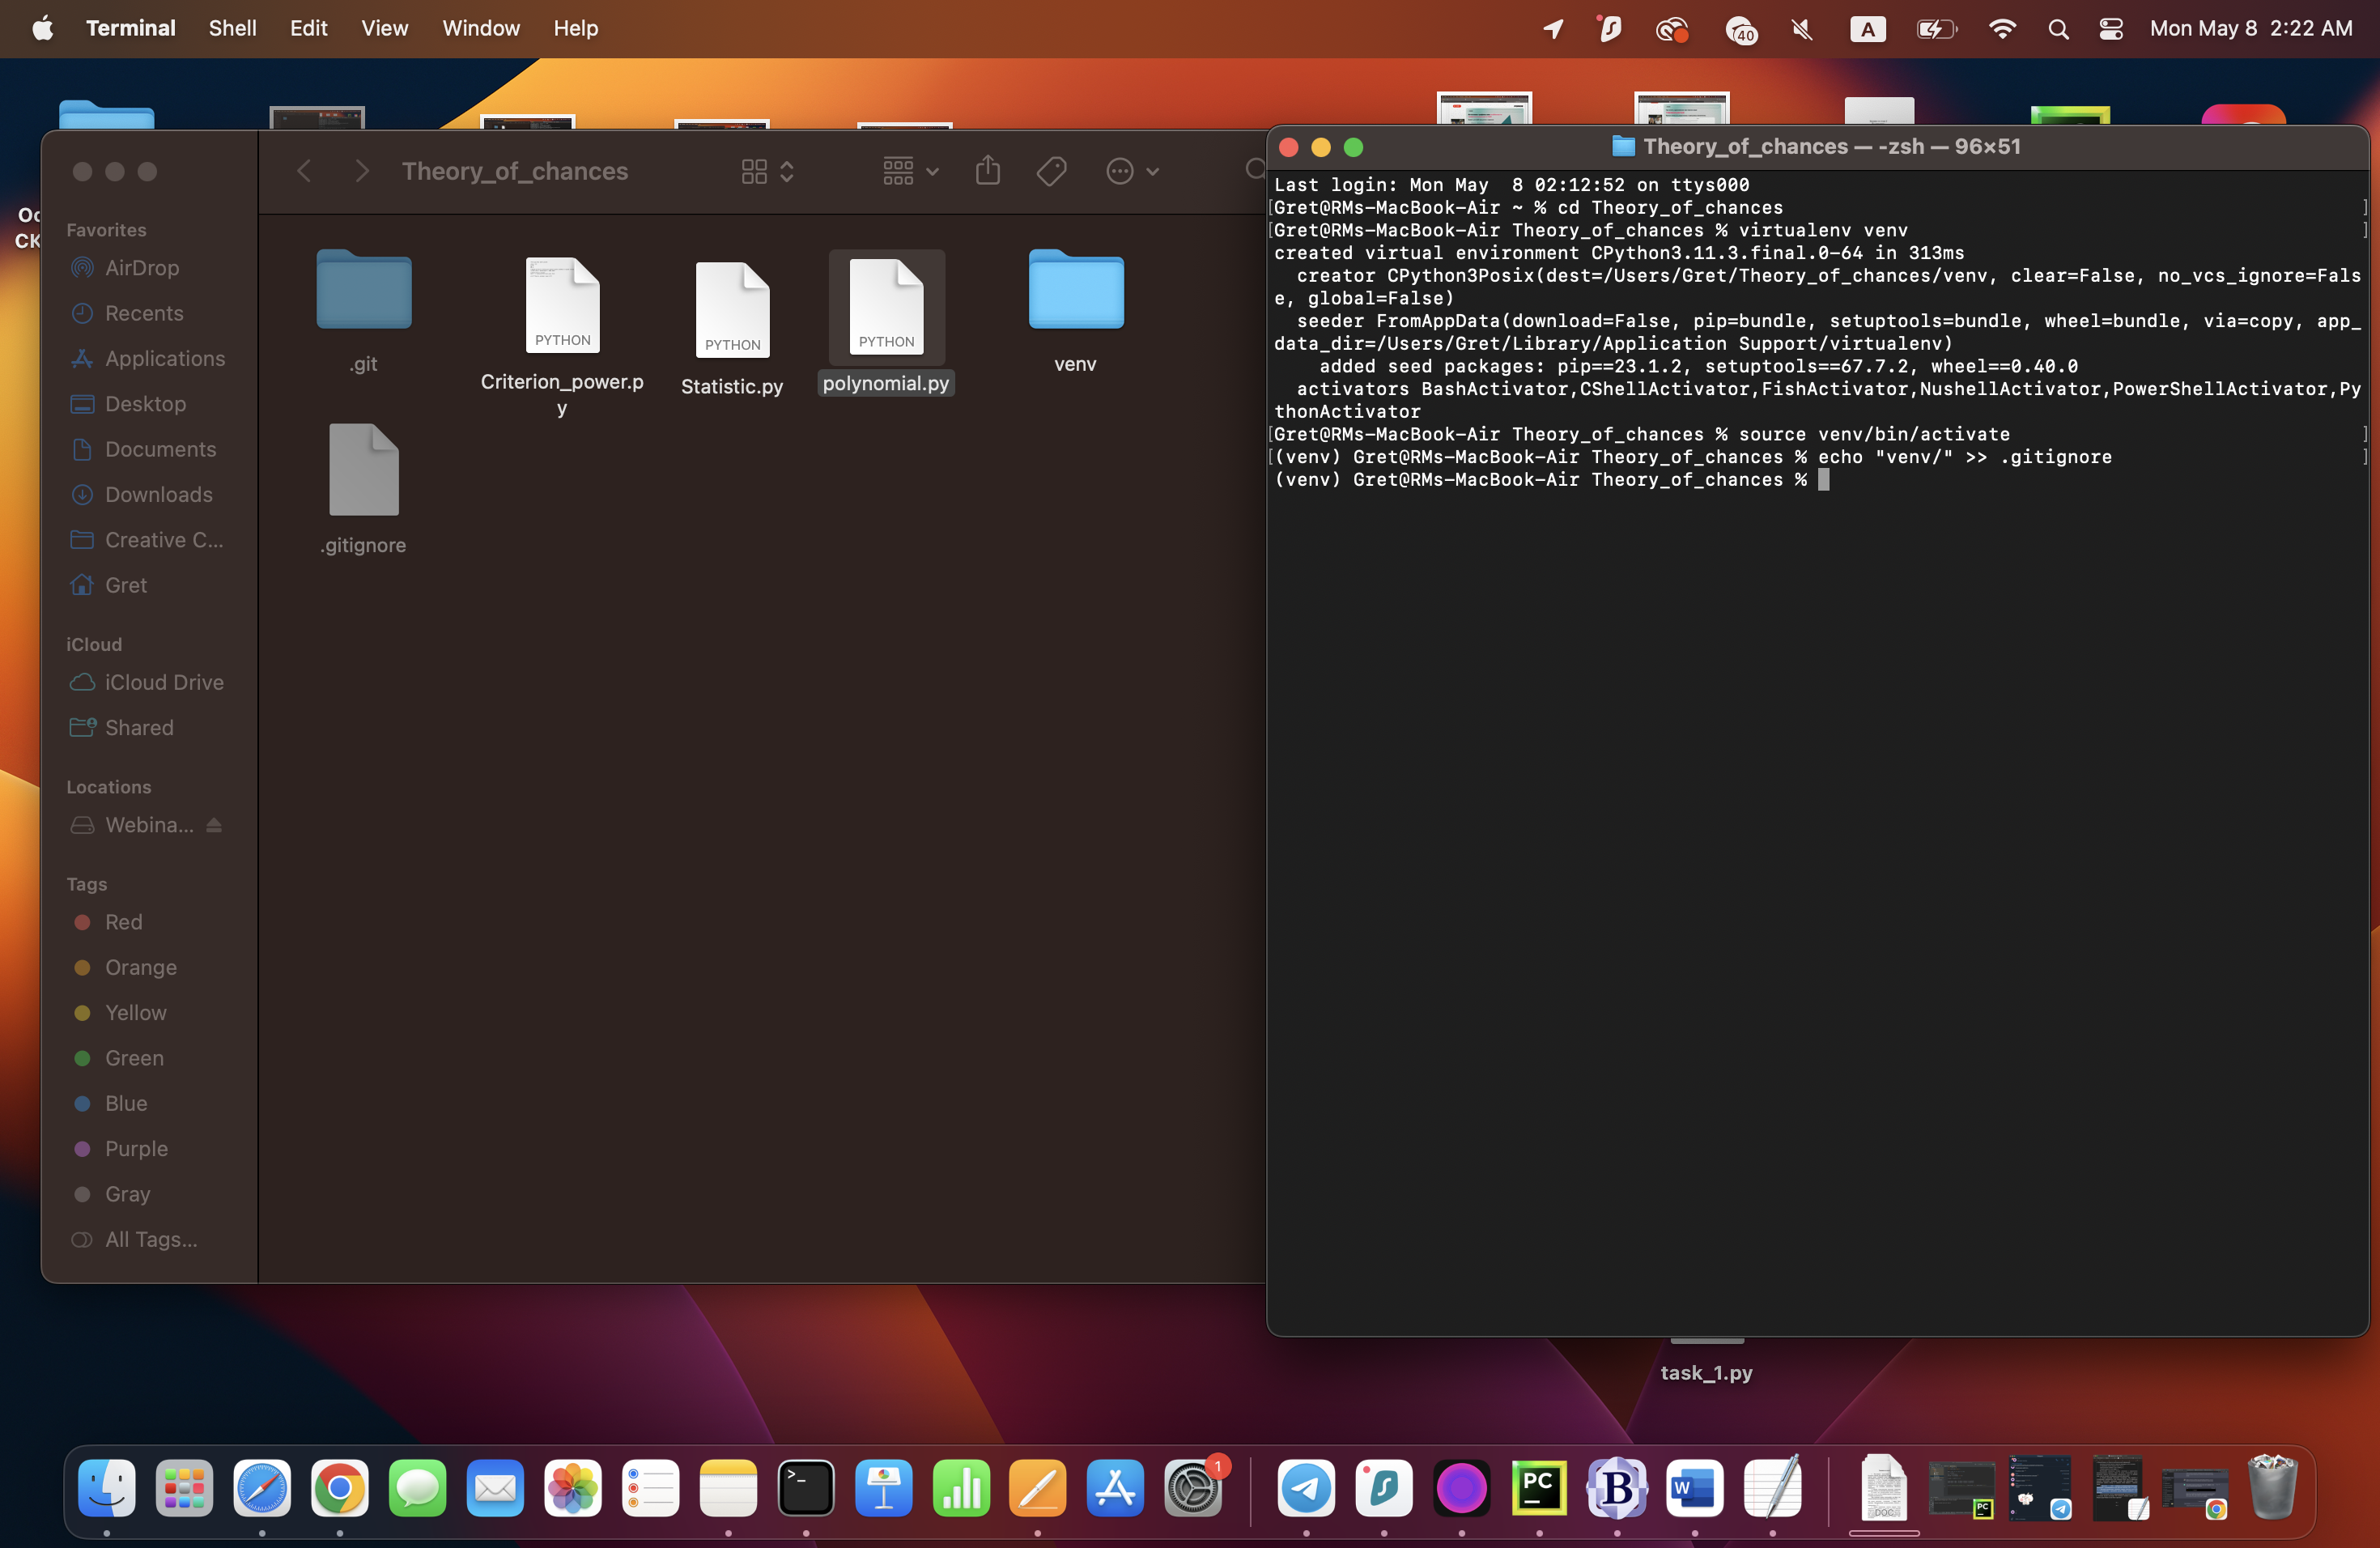 Terminal Shell Edit View Window Help
40 A Mon May 8 2:22 AM
Theory_of_chances
Favorites
AirDrop
Recents
Applications
Desktop
Documents
Downloads
Creative C...
Gret
iCloud
iCloud Drive
Shared
Locations
Webina...
Tags
Red
Orange
Yellow
Green
Blue
Purple
Gray
All Tags...
.git
PYTHON
Criterion_power.p
y
PYTHON
Statistic.py
PYTHON
polynomial.py
venv
.gitignore
Theory_of_chances — -zsh — 96×51
Last login: Mon May  8 02:12:52 on ttys000
[Gret@RMs-MacBook-Air ~ % cd Theory_of_chances ]
[Gret@RMs-MacBook-Air Theory_of_chances % virtualenv venv ]
created virtual environment CPython3.11.3.final.0-64 in 313ms
  creator CPython3Posix(dest=/Users/Gret/Theory_of_chances/venv, clear=False, no_vcs_ignore=Fals
e, global=False)
  seeder FromAppData(download=False, pip=bundle, setuptools=bundle, wheel=bundle, via=copy, app_
data_dir=/Users/Gret/Library/Application Support/virtualenv)
    added seed packages: pip==23.1.2, setuptools==67.7.2, wheel==0.40.0
  activators BashActivator,CShellActivator,FishActivator,NushellActivator,PowerShellActivator,Py
thonActivator
[Gret@RMs-MacBook-Air Theory_of_chances % source venv/bin/activate ]
[(venv) Gret@RMs-MacBook-Air Theory_of_chances % echo "venv/" >> .gitignore ]
(venv) Gret@RMs-MacBook-Air Theory_of_chances %
task_1.py
>_
1
PC
B
W
DOC
PC